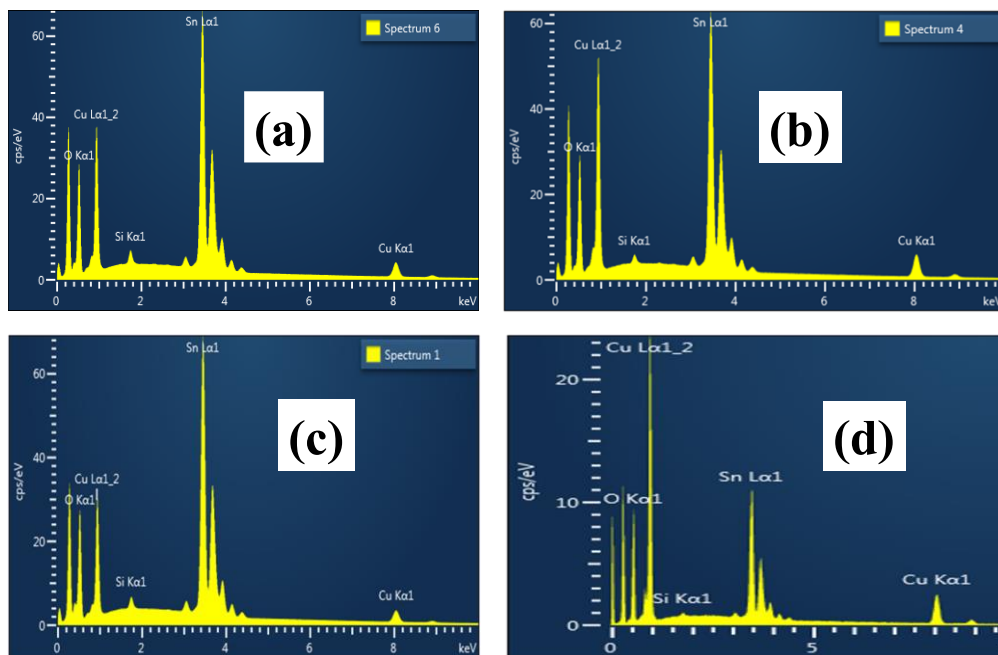 Sn Lα1
Spectrum 6
60
(a)
Cu Lα1_2
40
cps/eV
O Kα1
20
Si Kα1
Cu Kα1
0
0 2 4 6 8
keV
Sn Lα1
Spectrum 4
60
Cu Lα1_2
(b)
40
cps/eV
O Kα1
20
Si Kα1
Cu Kα1
0
0 2 4 6 8
keV
Sn Lα1
Spectrum 1
60
(c)
40
cps/eV
Cu Lα1_2
O Kα1
20
Si Kα1
Cu Kα1
0
0 2 4 6 8
keV
Cu Lα1_2
20
(d)
cps/eV
Sn Lα1
O Kα1
10
Cu Kα1
Si Kα1
0
0 5